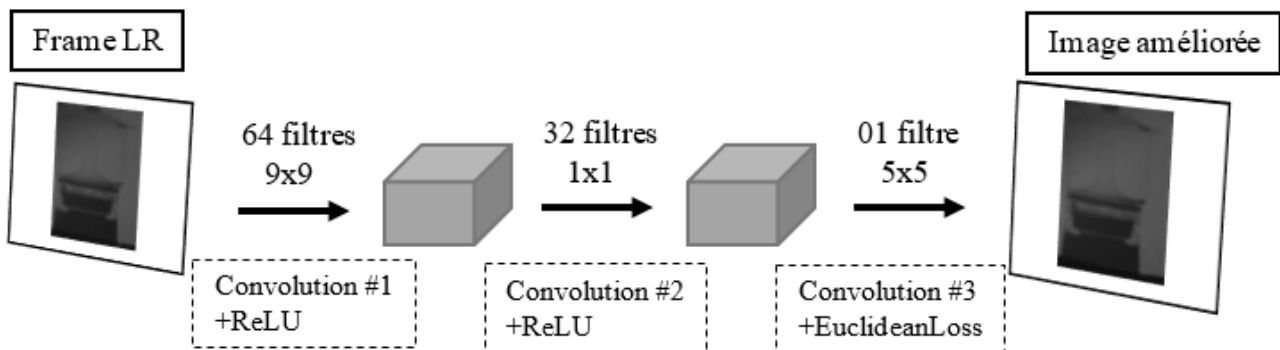 Frame LR
Image améliorée
64 filtres
9x9
32 filtres
1x1
01 filtre
5x5
Convolution #1
+ReLU
Convolution #2
+ReLU
Convolution #3
+EuclideanLoss